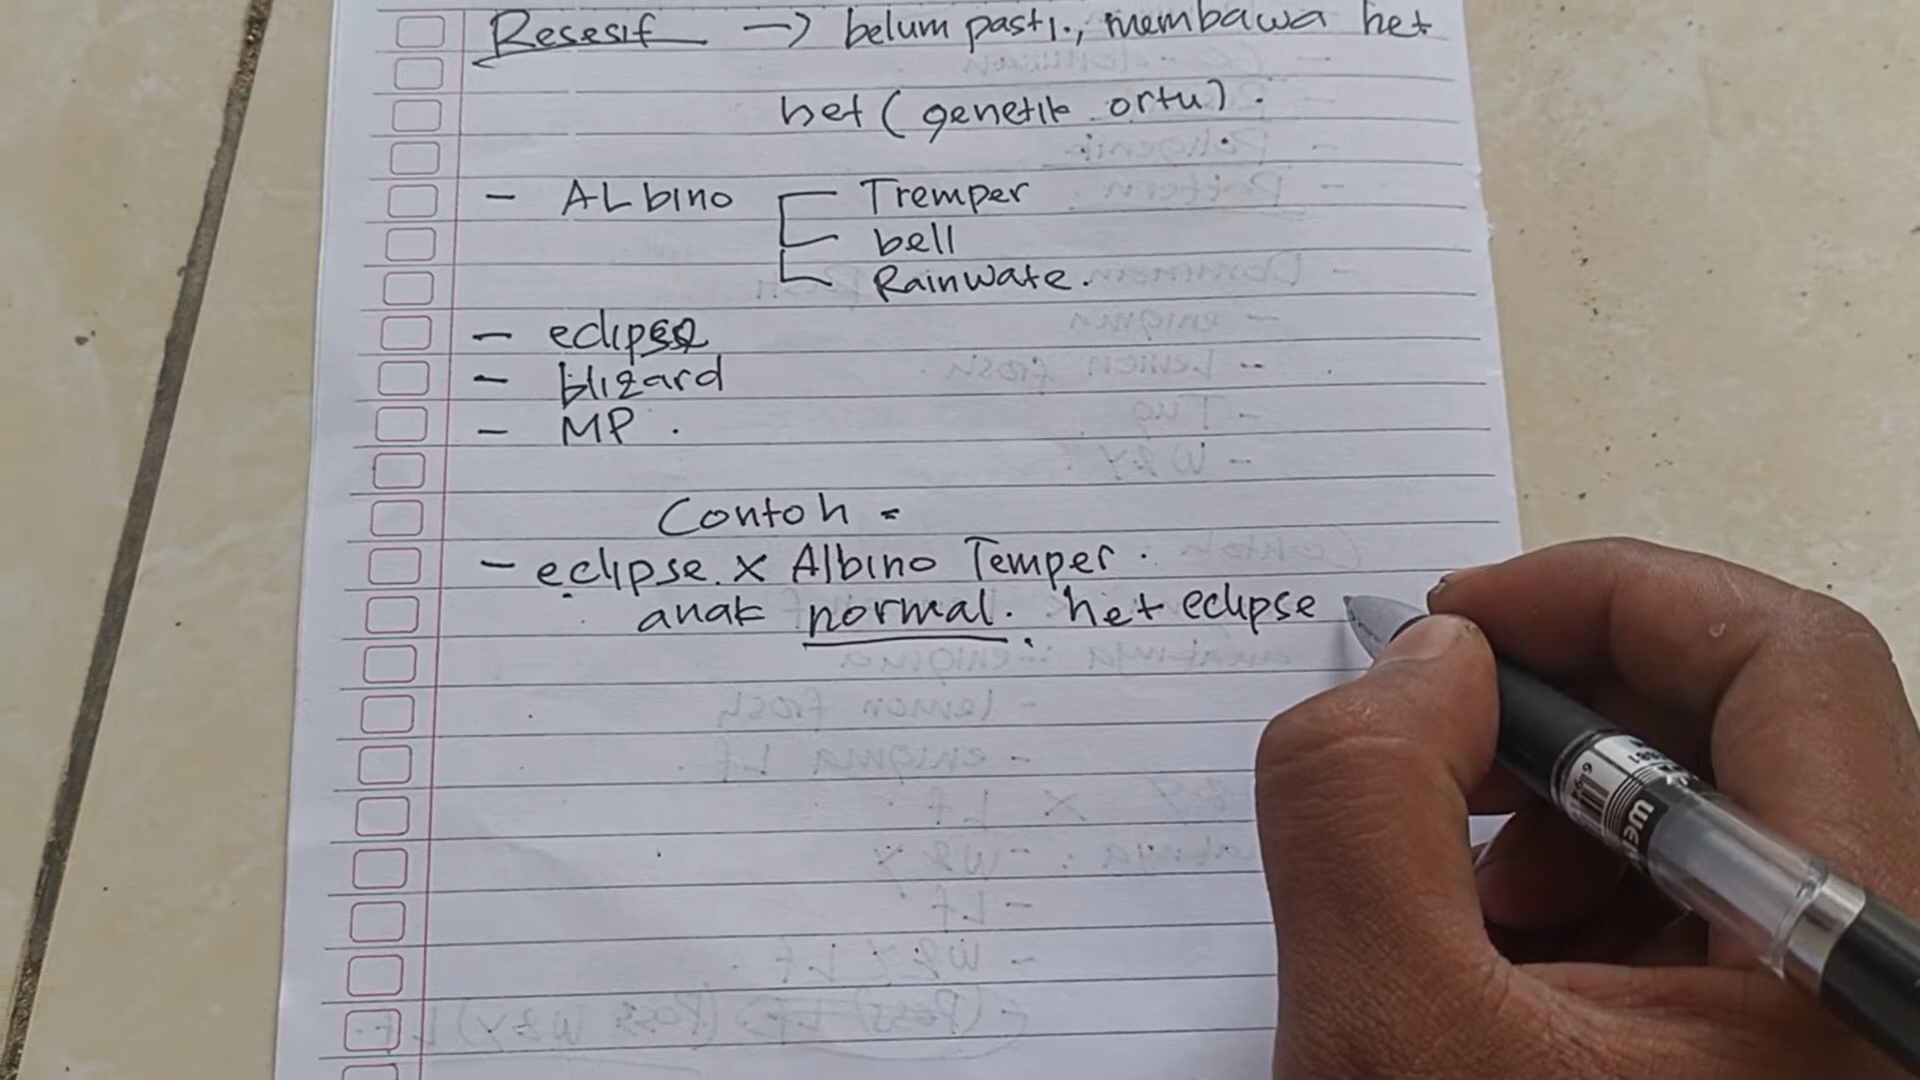 Resesif → belum pasti., membawa het
het (genetik ortu).
- ALbino Tremper
bell
Rainwate.
- eclipse
- blizard
- MP.
Contoh =
- eclipse x Albino Temper.
anak normal. het eclipse